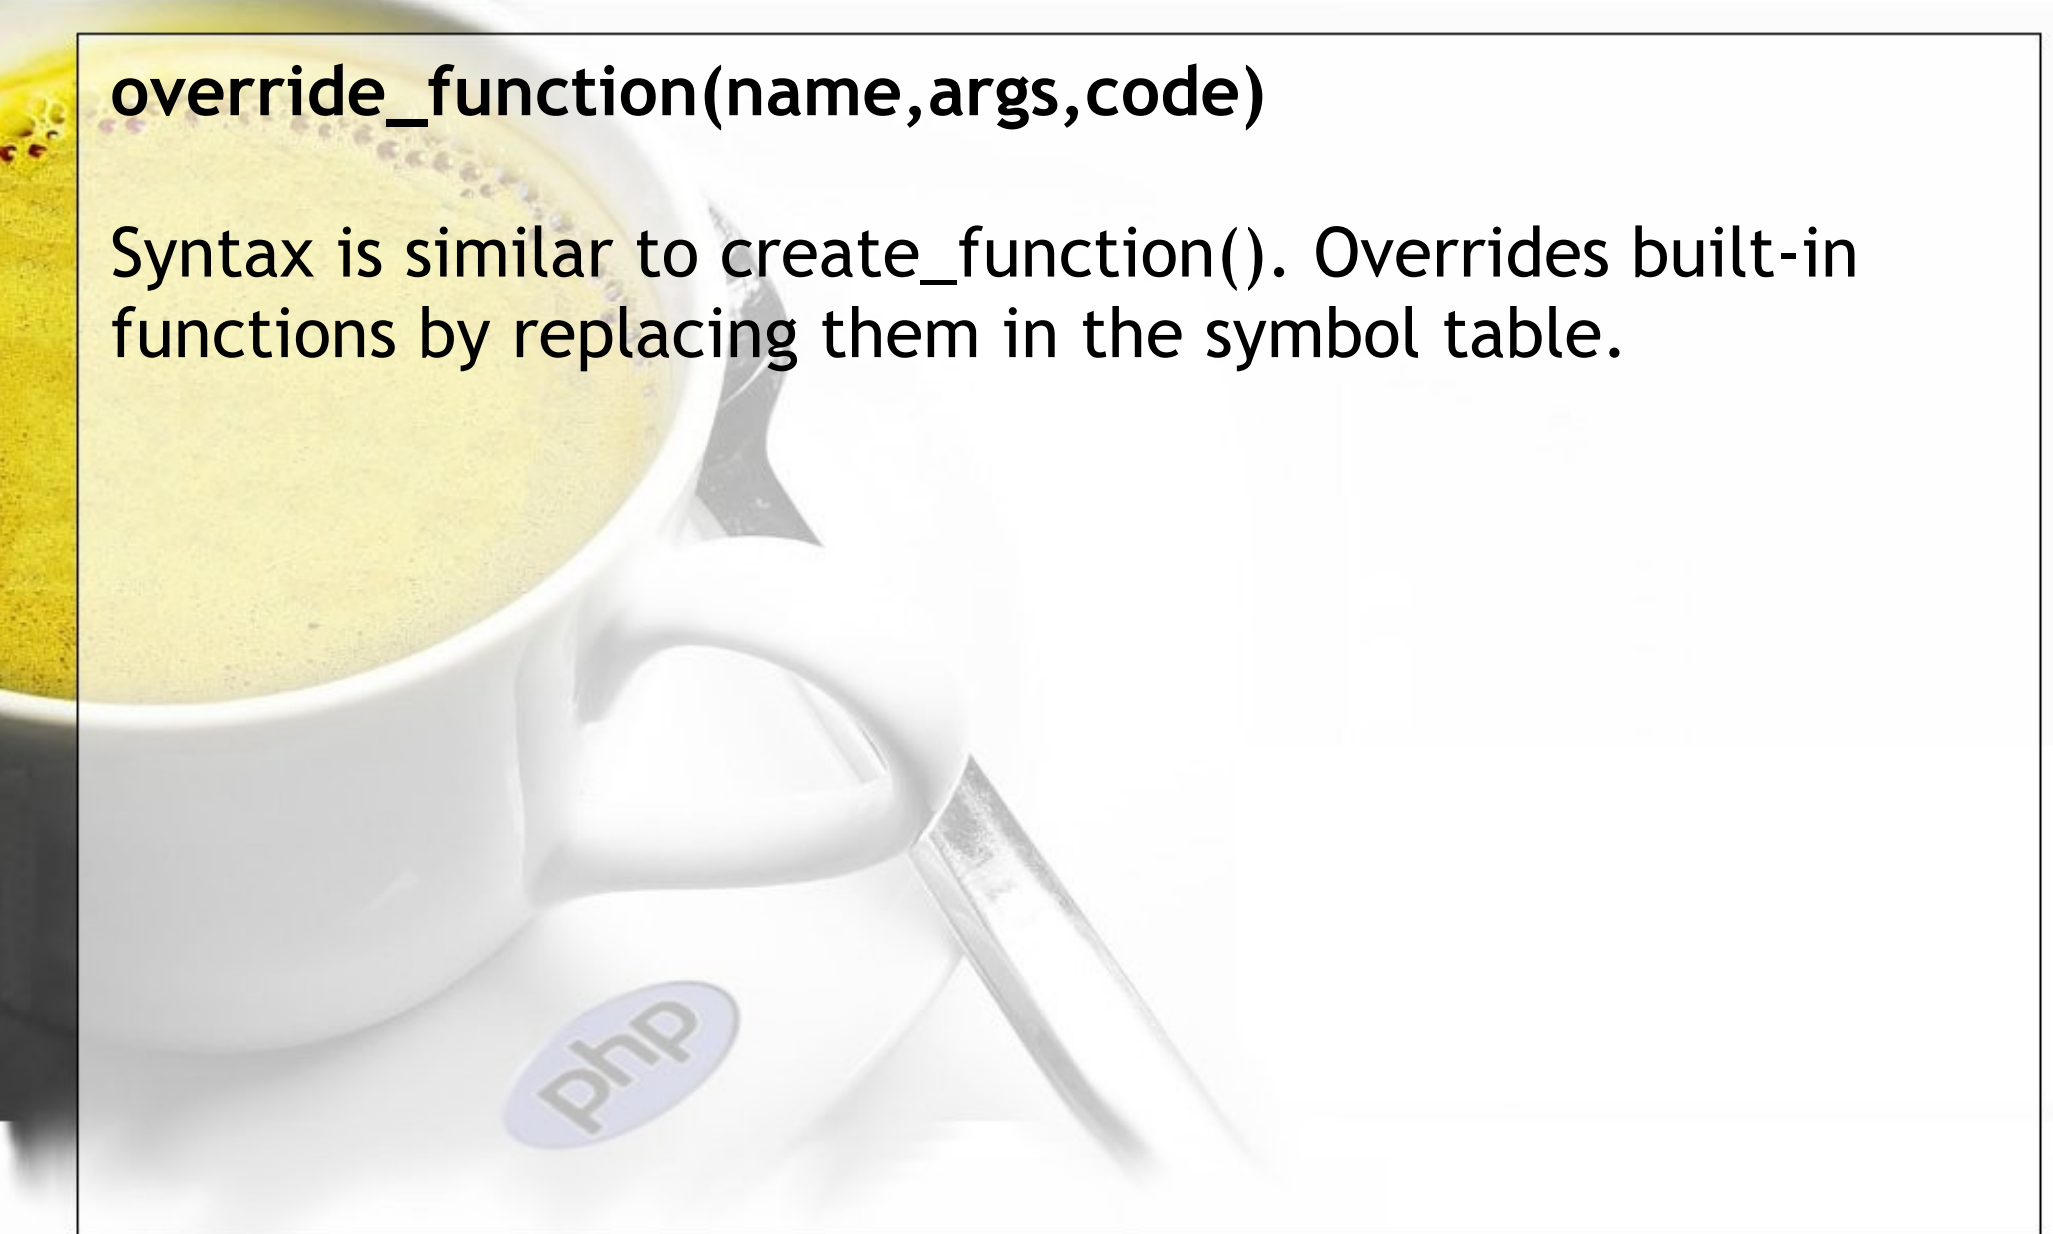 override_function(name,args,code)
Syntax is similar to create_function(). Overrides built-in
functions by replacing them in the symbol table.
php